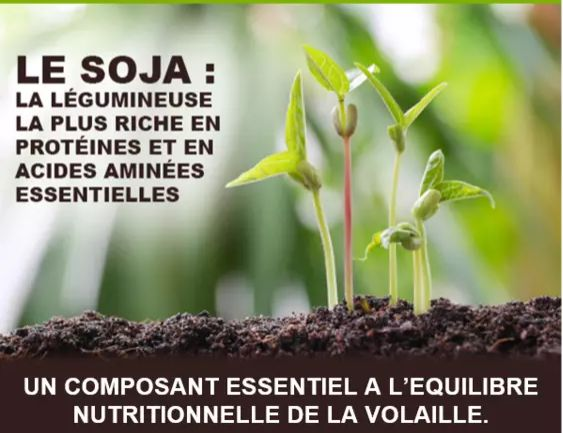 LE SOJA :
LA LÉGUMINEUSE
LA PLUS RICHE EN
PROTÉINES ET EN
ACIDES AMINÉES
ESSENTIELLES
UN COMPOSANT ESSENTIEL A L'EQUILIBRE
NUTRITIONNELLE DE LA VOLAILLE.